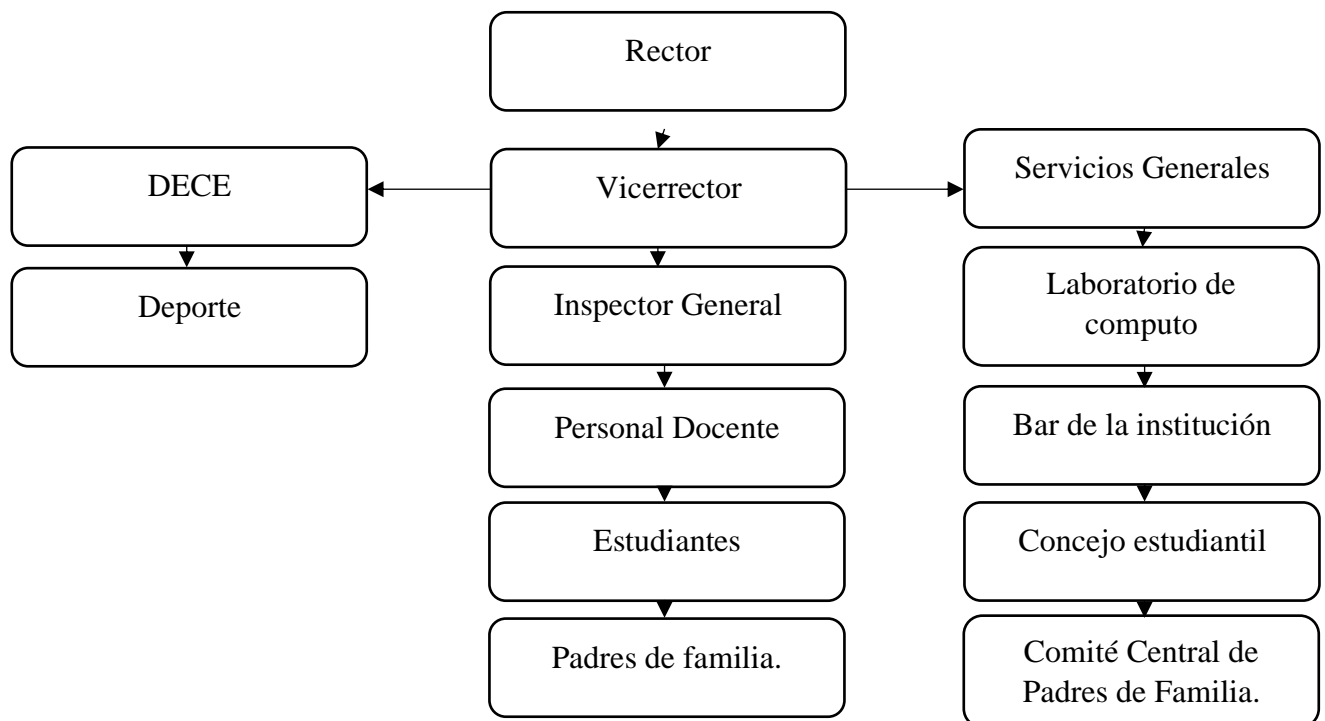 Rector
DECE
Vicerrector
Servicios Generales
Deporte
Inspector General
Laboratorio de
computo
Personal Docente
Bar de la institución
Estudiantes
Concejo estudiantil
Padres de familia.
Comité Central de
Padres de Familia.